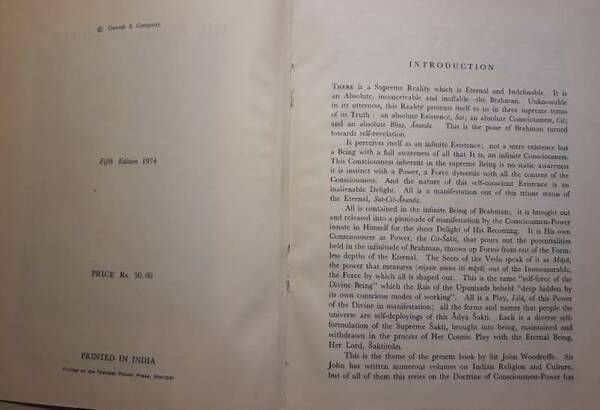 © Ganesh & Company
Fifth Edition 1974
PRICE Rs. 50.00
PRINTED IN INDIA
Printed at the Manipal Power Press, Manipal
INTRODUCTION
THERE is a Supreme Reality which is Eternal and Indefinable. It is
an Absolute, inconceivable and ineffable—the Brahman. Unknowable
in its utterness, this Reality presents itself to us in three supreme terms
of its Truth : an absolute Existence, Sat; an absolute Consciousness, Cit;
and an absolute Bliss, Ānanda. This is the poise of Brahman turned
towards self-revelation.
It perceives itself as an infinite Existence; not a mere existence but
a Being with a full awareness of all that It is, an infinite Consciousness.
This Consciousness inherent in the supreme Being is no static awareness
it is instinct with a Power, a Force dynamic with all the content of the
Consciousness. And the nature of this self-conscient Existence is an
inalienable Delight. All is a manifestation out of this triune status of
the Eternal, Sat-Cit-Ānanda.
All is contained in the infinite Being of Brahman; it is brought out
and released into a plenitude of manifestation by the Consciousness-Power
innate in Himself for the sheer Delight of His Becoming. It is His own
Consciousness as Power, the Cit-Śakti, that pours out the potentialities
held in the infinitude of Brahman, throws up Forms from out of the Form-
less depths of the Eternal. The Seers of the Veda speak of it as Māyā,
the power that measures (mīyate anena iti māyā) out of the Immeasurable,
the Force by which all is shaped out. This is the same "self-force of the
Divine Being" which the Rsis of the Upaniṣads beheld "deep hidden by
its own conscious modes of working". All is a Play, Līlā, of this Power
of the Divine in manifestation; all the forms and names that people the
universe are self-deployings of this Ādya Śakti. Each is a diverse self-
formulation of the Supreme Śakti, brought into being, maintained and
withdrawn in the process of Her Cosmic Play with the Eternal Being,
Her Lord, Śaktimān.
This is the theme of the present book by Sir John Woodroffe. Sir
John has written numerous volumes on Indian Religion and Culture,
but of all of them this series on the Doctrine of Consciousness-Power has